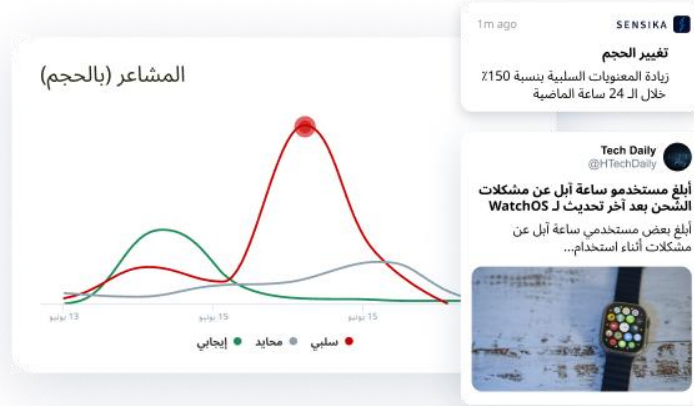 المشاعر (بالحجم)
13 يونيو
15 يونيو
15 يونيو
سلبي
محايد
إيجابي
1m ago
SENSIKA
تغيير الحجم
زيادة المعنويات السلبية بنسبة 150٪
خلال الـ 24 ساعة الماضية
Tech Daily
@HTechDaily
أبلغ مستخدمو ساعة آبل عن مشكلات
الشحن بعد آخر تحديث لـ WatchOS
أبلغ بعض مستخدمي ساعة آبل عن
مشكلات أثناء استخدام...